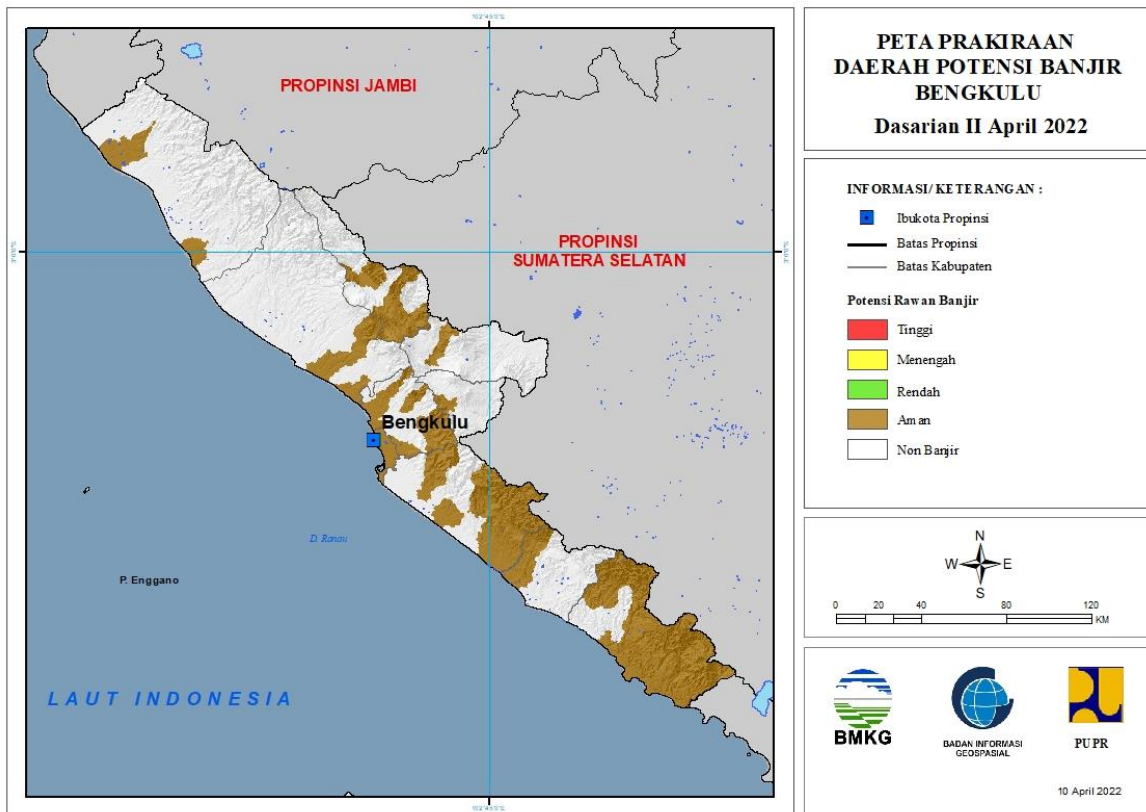 PETA PRAKIRAAN
DAERAH POTENSI BANJIR
BENGKULU
Dasarian II April 2022
INFORMASI/ KETERANGAN :
Ibukota Propinsi
Batas Propinsi
Batas Kabupaten
Potensi Rawan Banjir
Tinggi
Menengah
Rendah
Aman
Non Banjir
N
W E
S
0 20 40 80 120
KM
BMKG
BADAN INFORMASI
GEOSPASIAL
PUPR
10 April 2022
PROPINSI JAMBI
PROPINSI
SUMATERA SELATAN
Bengkulu
D. Ranau
P. Enggano
LAUT INDONESIA